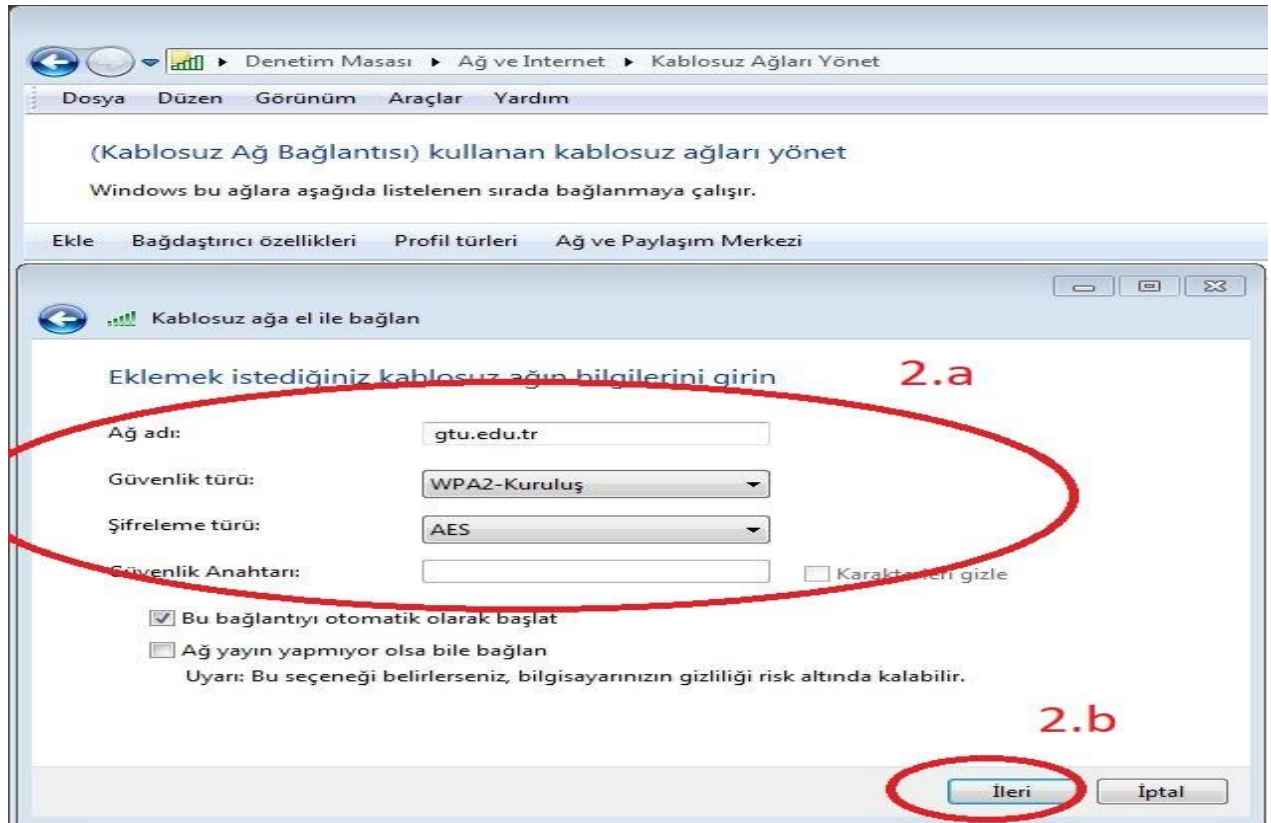 Denetim Masası ▸ Ağ ve Internet ▸ Kablosuz Ağları Yönet
Dosya Düzen Görünüm Araçlar Yardım
(Kablosuz Ağ Bağlantısı) kullanan kablosuz ağları yönet
Windows bu ağlara aşağıda listelenen sırada bağlanmaya çalışır.
Ekle Bağdaştırıcı özellikleri Profil türleri Ağ ve Paylaşım Merkezi
Kablosuz ağa el ile bağlan
Eklemek istediğiniz kablosuz ağın bilgilerini girin 2.a
Ağ adı: gtu.edu.tr
Güvenlik türü: WPA2-Kuruluş
Şifreleme türü: AES
Güvenlik Anahtarı: Karakterleri gizle
Bu bağlantıyı otomatik olarak başlat
Ağ yayın yapmıyor olsa bile bağlan
Uyarı: Bu seçeneği belirlerseniz, bilgisayarınızın gizliliği risk altında kalabilir.
2.b
İleri İptal